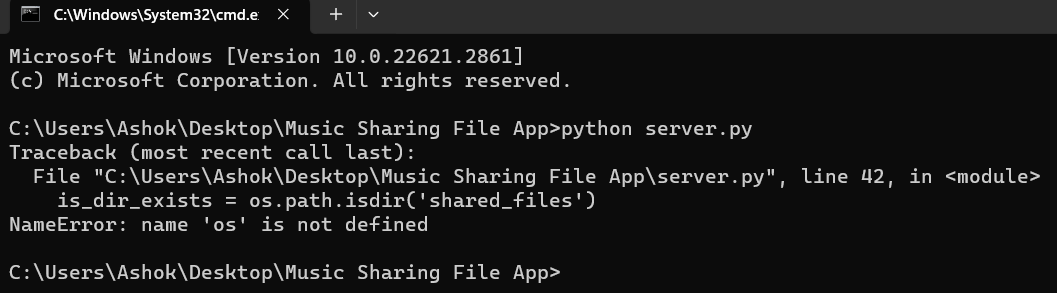 C:\Windows\System32\cmd.e
Microsoft Windows [Version 10.0.22621.2861]
(c) Microsoft Corporation. All rights reserved.
C:\Users\Ashok\Desktop\Music Sharing File App>python server.py
Traceback (most recent call last):
  File "C:\Users\Ashok\Desktop\Music Sharing File App\server.py", line 42, in <module>
    is_dir_exists = os.path.isdir('shared_files')
NameError: name 'os' is not defined
C:\Users\Ashok\Desktop\Music Sharing File App>